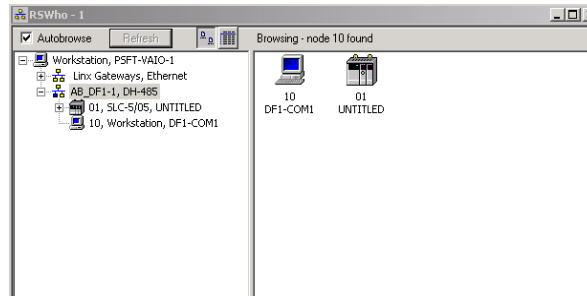 RSWho - 1
Autobrowse
Refresh
Browsing - node 10 found
Workstation, PSFT-VAIO-1
Linx Gateways, Ethernet
AB_DF1-1, DH-485
01, SLC-5/05, UNTITLED
10, Workstation, DF1-COM1
10
DF1-COM1
01
UNTITLED